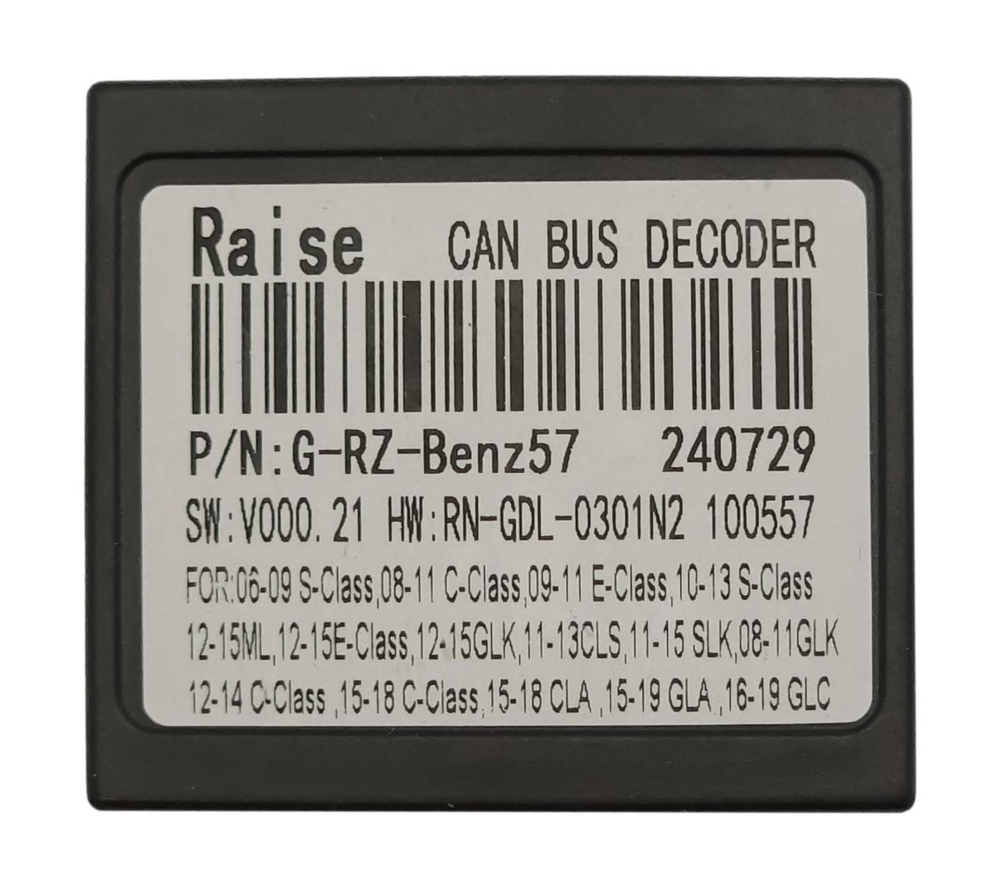 Raise CAN BUS DECODER
P/N:G-RZ-Benz57 240729
SW:V000.21 HW:RN-GDL-0301N2 100557
FOR:06-09 S-Class,08-11 C-Class,09-11 E-Class,10-13 S-Class
12-15ML,12-15E-Class,12-15GLK,11-13CLS,11-15 SLK,08-11GLK
12-14 C-Class ,15-18 C-Class,15-18 CLA ,15-19 GLA ,16-19 GLC